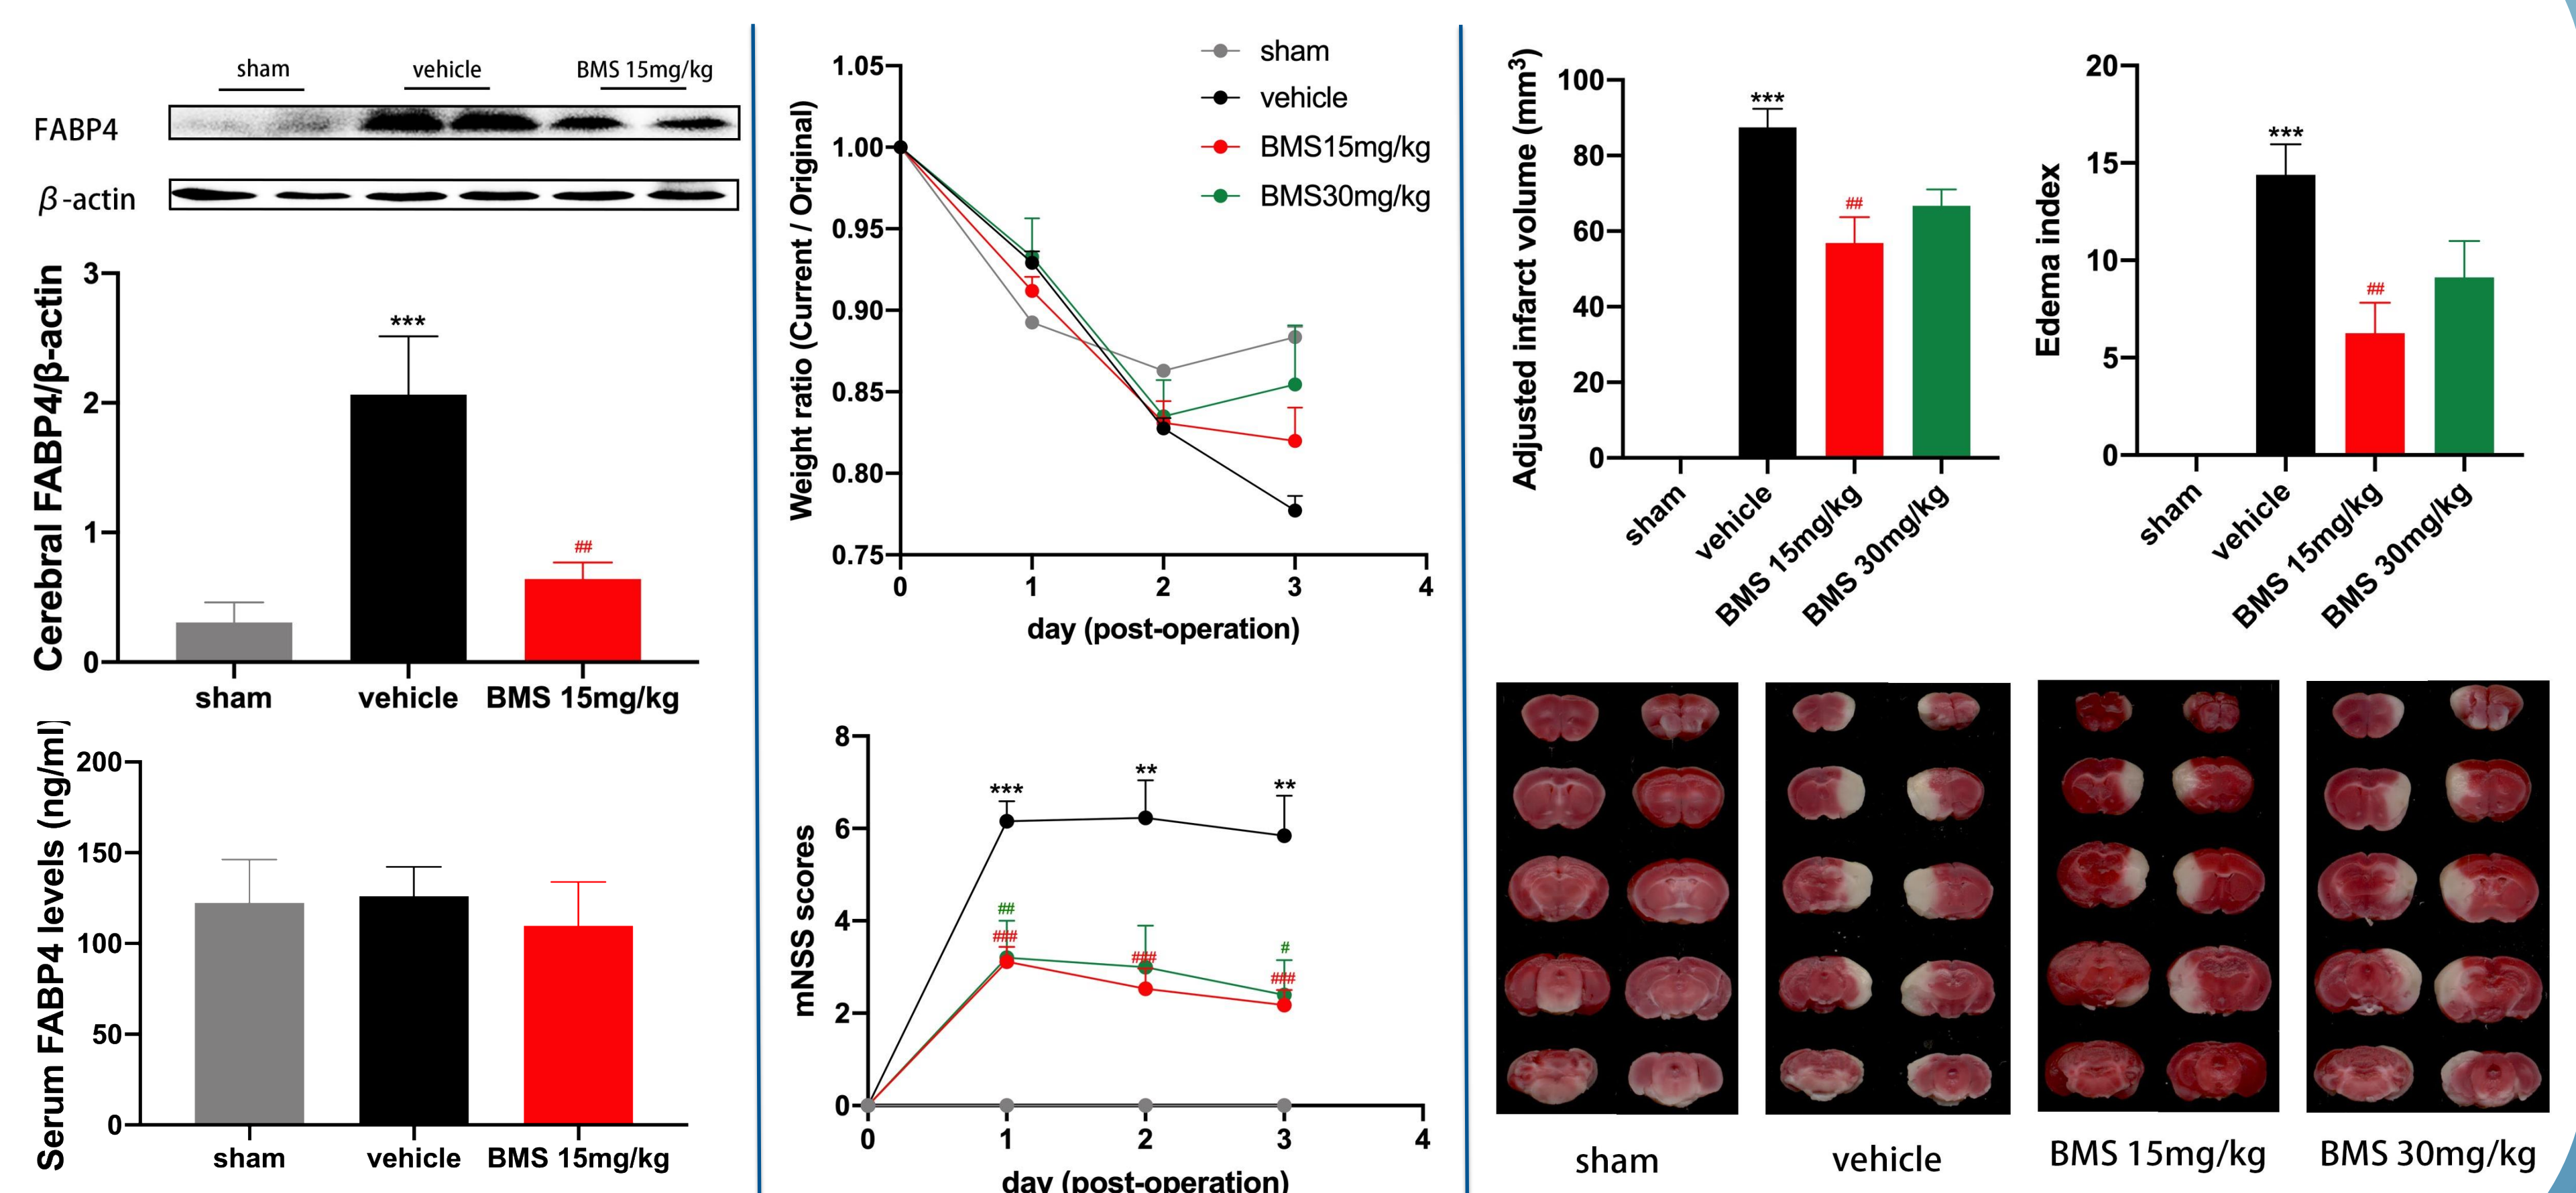 sham vehicle BMS 15mg/kg
FABP4
β-actin
Cerebral FABP4/β-actin
3
***
2
1
##
0
sham vehicle BMS 15mg/kg
Serum FABP4 levels (ng/ml)
200
150
100
50
0
sham vehicle BMS 15mg/kg
sham
vehicle
BMS15mg/kg
BMS30mg/kg
Weight ratio (Current / Original)
1.05
1.00
0.95
0.90
0.85
0.80
0.75
0 1 2 3 4
day (post-operation)
mNSS scores
8
*** ** **
6
4
## #
### ### ###
2
0
0 1 2 3 4
day (post-operation)
Adjusted infarct volume (mm3)
100
***
80
##
60
40
20
0
sham
vehicle
BMS 15mg/kg
BMS 30mg/kg
Edema index
20
***
15
10
##
5
0
sham
vehicle
BMS 15mg/kg
BMS 30mg/kg
sham vehicle BMS 15mg/kg BMS 30mg/kg